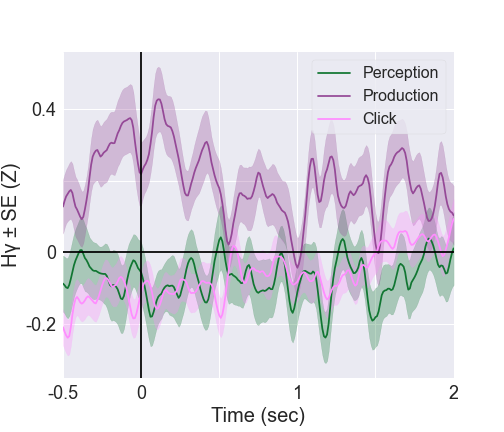 Perception
Production
Click
0.4
0
-0.2
Hγ ± SE (Z)
-0.5
0
1
2
Time (sec)